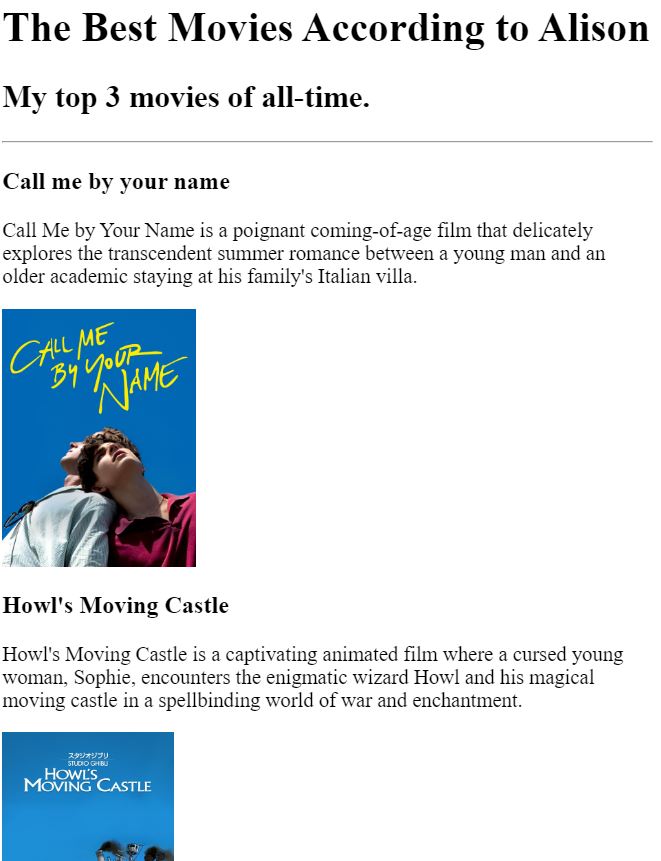 The Best Movies According to Alison
My top 3 movies of all-time.
Call me by your name
Call Me by Your Name is a poignant coming-of-age film that delicately
explores the transcendent summer romance between a young man and an
older academic staying at his family's Italian villa.
CALL ME
BY YOUR
NAME
Howl's Moving Castle
Howl's Moving Castle is a captivating animated film where a cursed young
woman, Sophie, encounters the enigmatic wizard Howl and his magical
moving castle in a spellbinding world of war and enchantment.
スタジオジブリ
STUDIO GHIBLI
HOWL'S
MOVING CASTLE